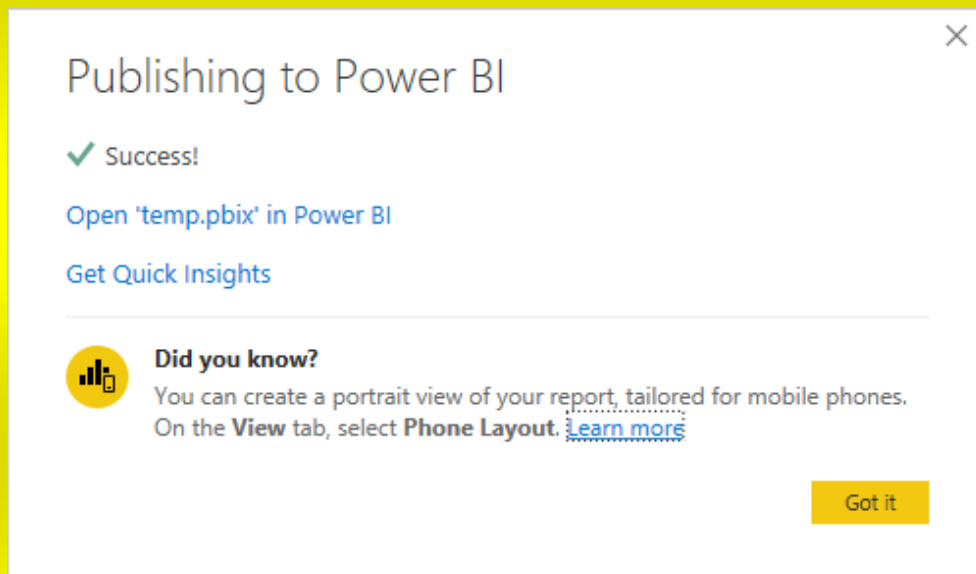 Publishing to Power BI
Success!
Open 'temp.pbix' in Power BI
Get Quick Insights
Did you know?
You can create a portrait view of your report, tailored for mobile phones.
On the View tab, select Phone Layout. Learn more
Got it